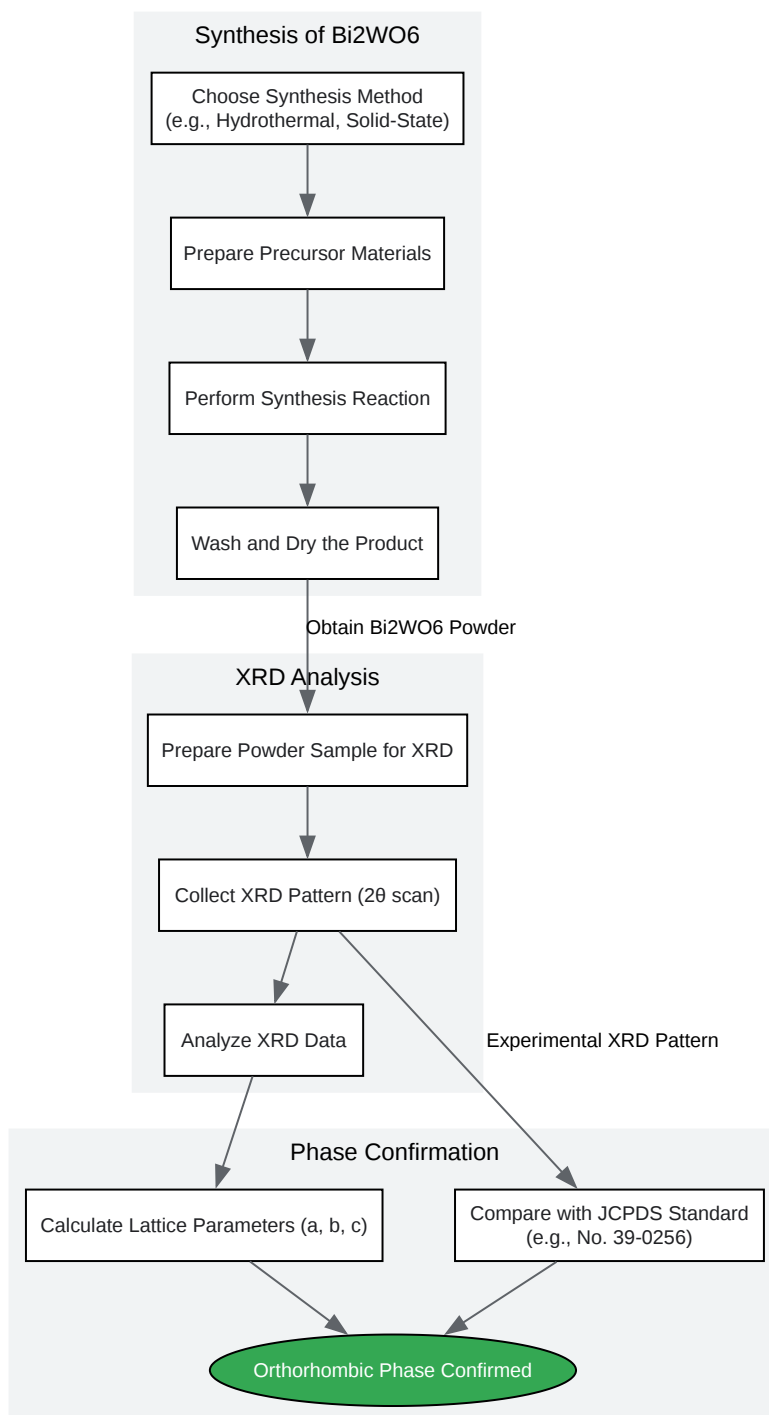 Synthesis of Bi2WO6
Choose Synthesis Method
(e.g., Hydrothermal, Solid-State)
Prepare Precursor Materials
Perform Synthesis Reaction
Wash and Dry the Product
Obtain Bi2WO6 Powder
XRD Analysis
Prepare Powder Sample for XRD
Collect XRD Pattern (2θ scan)
Analyze XRD Data
Experimental XRD Pattern
Phase Confirmation
Calculate Lattice Parameters (a, b, c)
Compare with JCPDS Standard
(e.g., No. 39-0256)
Orthorhombic Phase Confirmed